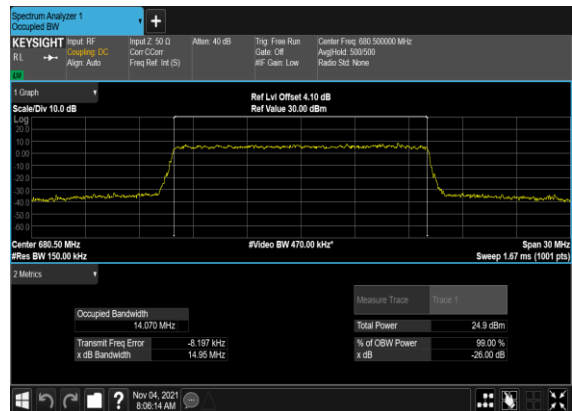 Spectrum Analyzer 1
Occupied BW
KEYSIGHT Input: RF Input Z: 50 Ω Atten: 40 dB Trig: Free Run Center Freq: 680.500000 MHz
RL Coupling: DC Corr CCorr Gate: Off Avg|Hold: 500/500
Align: Auto Freq Ref: Int (S) #IF Gain: Low Radio Std: None
LW
1 Graph
Ref Lvl Offset 4.10 dB
Scale/Div 10.0 dB Ref Value 30.00 dBm
Log
20.0
10.0
0.00
-10.0
-20.0
-30.0
-40.0
-50.0
-60.0
Center 680.50 MHz #Video BW 470.00 kHz* Span 30 MHz
#Res BW 150.00 kHz Sweep 1.67 ms (1001 pts)
2 Metrics
Measure Trace Trace 1
Occupied Bandwidth
14.070 MHz Total Power 24.9 dBm
Transmit Freq Error -8.197 kHz % of OBW Power 99.00 %
x dB Bandwidth 14.95 MHz x dB -26.00 dB
Nov 04, 2021
8:06:14 AM